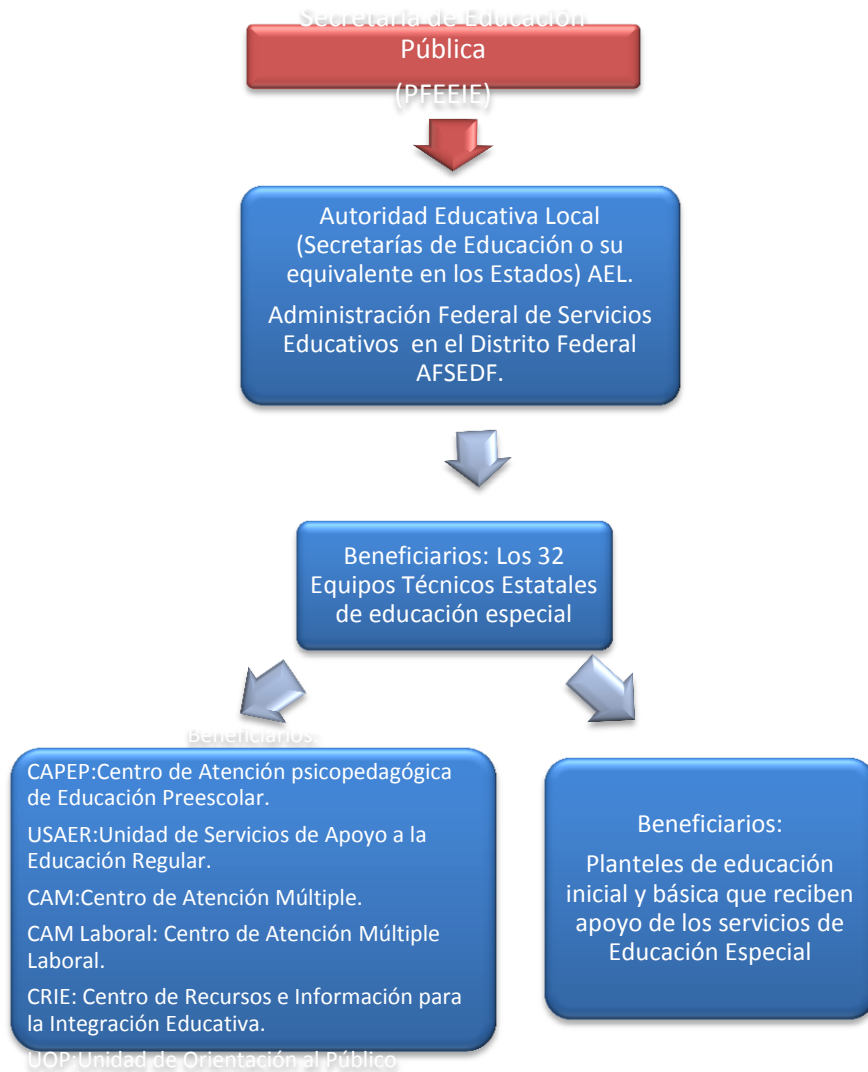 Secretaría de Educación
Pública
(PFEEIE)
Autoridad Educativa Local
(Secretarías de Educación o su
equivalente en los Estados) AEL.
Administración Federal de Servicios
Educativos en el Distrito Federal
AFSEDF.
Beneficiarios: Los 32
Equipos Técnicos Estatales
de educación especial
Beneficiarios:
CAPEP:Centro de Atención psicopedagógica
de Educación Preescolar.
USAER:Unidad de Servicios de Apoyo a la
Educación Regular.
CAM:Centro de Atención Múltiple.
CAM Laboral: Centro de Atención Múltiple
Laboral.
CRIE: Centro de Recursos e Información para
la Integración Educativa.
UOP:Unidad de Orientación al Público
Beneficiarios:
Planteles de educación
inicial y básica que reciben
apoyo de los servicios de
Educación Especial